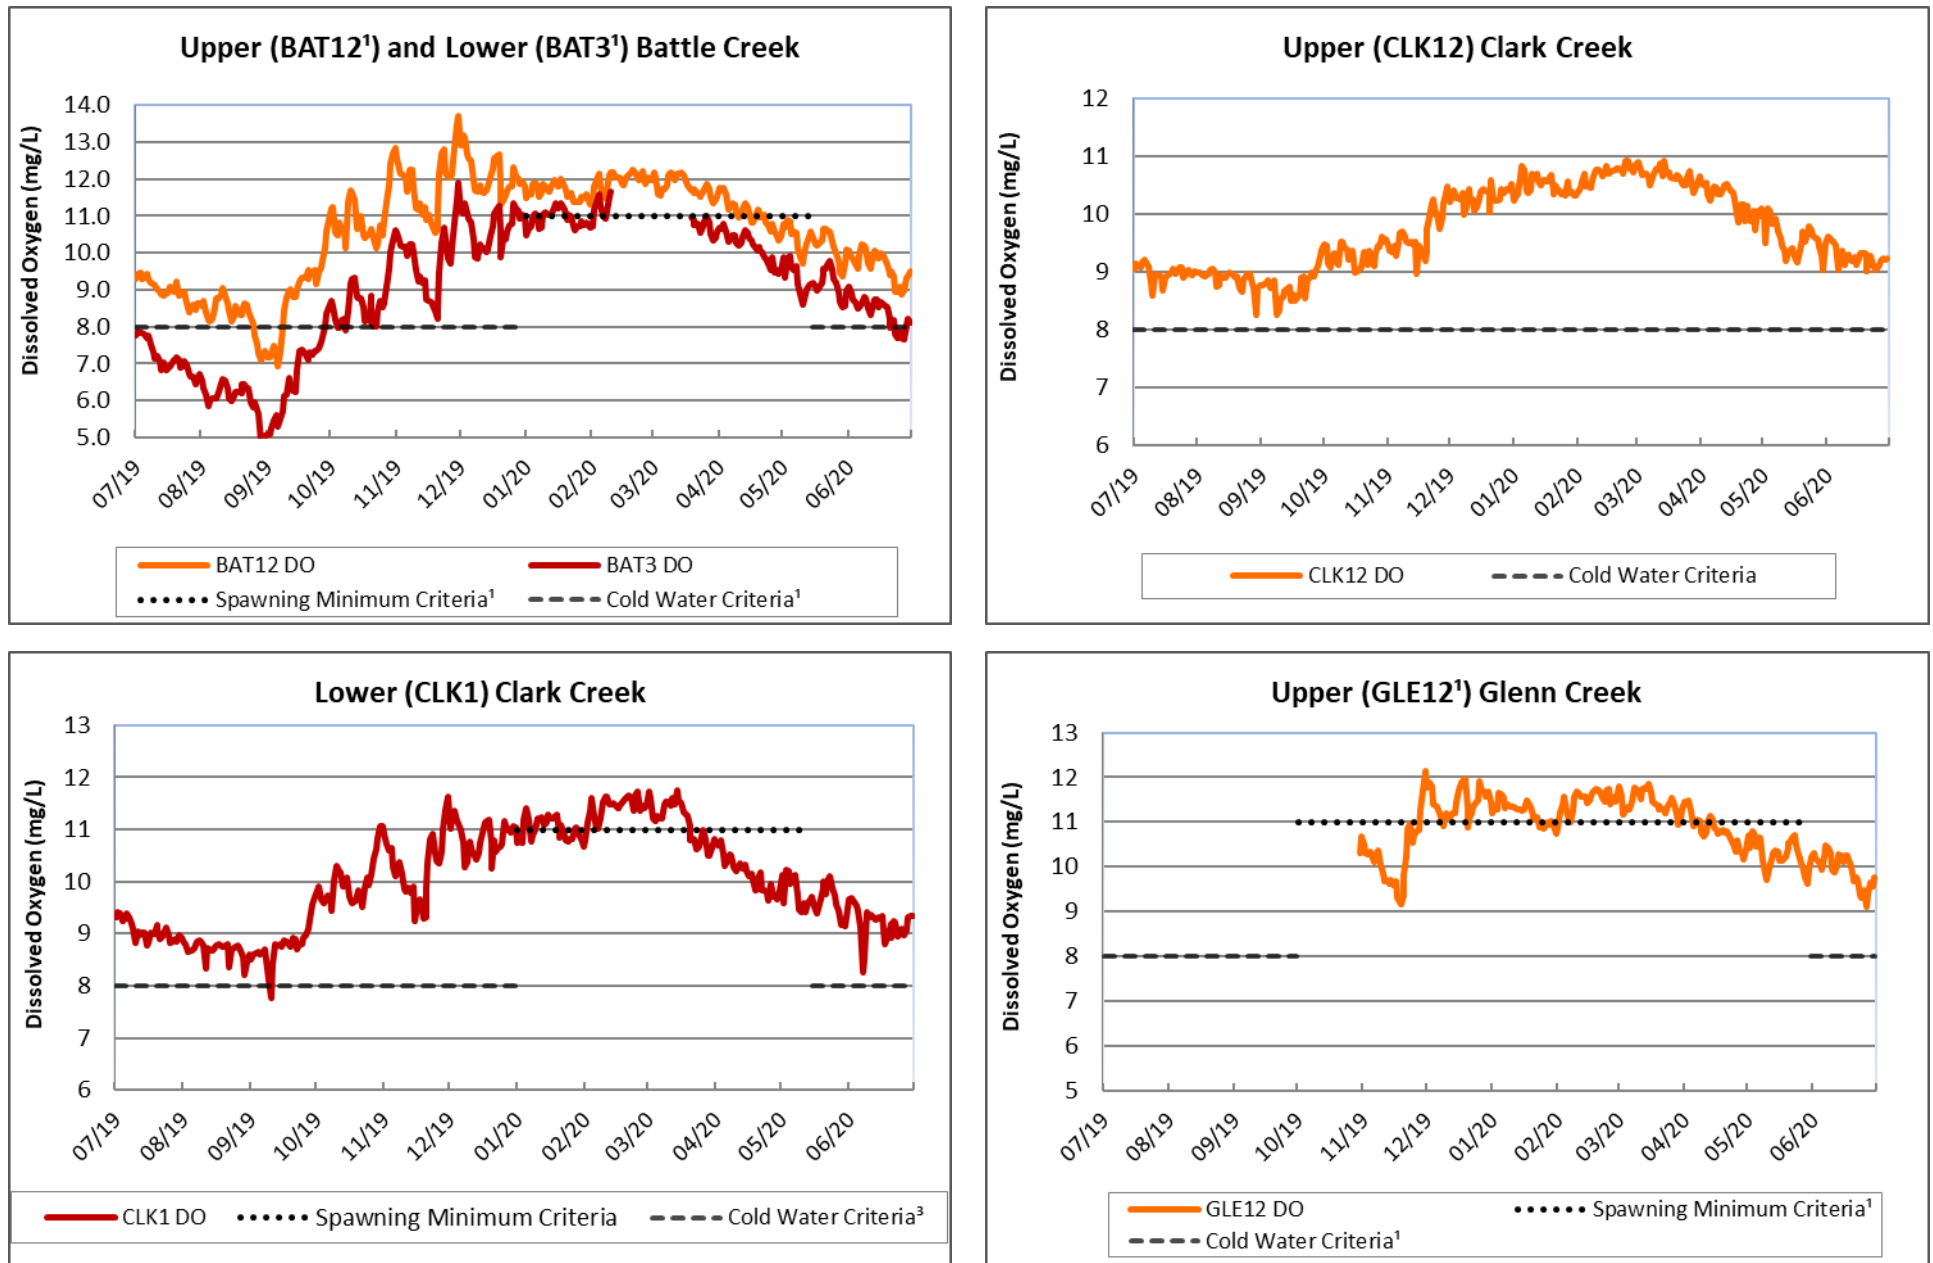 Upper (BAT12¹) and Lower (BAT3¹) Battle Creek
Dissolved Oxygen (mg/L)
14.0
13.0
12.0
11.0
10.0
9.0
8.0
7.0
6.0
5.0
07/19 08/19 09/19 10/19 11/19 12/19 01/20 02/20 03/20 04/20 05/20 06/20
BAT12 DO BAT3 DO
Spawning Minimum Criteria¹ Cold Water Criteria¹
Upper (CLK12) Clark Creek
Dissolved Oxygen (mg/L)
12
11
10
9
8
7
6
07/19 08/19 09/19 10/19 11/19 12/19 01/20 02/20 03/20 04/20 05/20 06/20
CLK12 DO Cold Water Criteria
Lower (CLK1) Clark Creek
Dissolved Oxygen (mg/L)
13
12
11
10
9
8
7
6
07/19 08/19 09/19 10/19 11/19 12/19 01/20 02/20 03/20 04/20 05/20 06/20
CLK1 DO Spawning Minimum Criteria Cold Water Criteria³
Upper (GLE12¹) Glenn Creek
Dissolved Oxygen (mg/L)
13
12
11
10
9
8
7
6
5
07/19 08/19 09/19 10/19 11/19 12/19 01/20 02/20 03/20 04/20 05/20 06/20
GLE12 DO Spawning Minimum Criteria¹
Cold Water Criteria¹